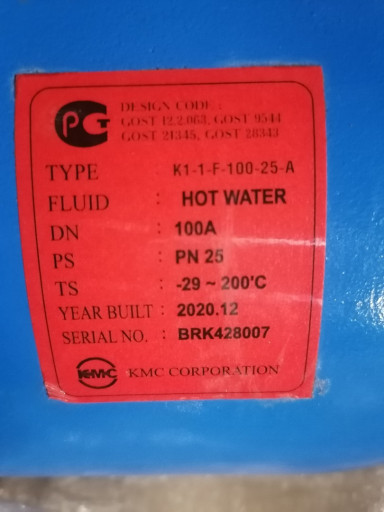 DESIGN CODE :
PG GOST 12.2.063, GOST 9544
GOST 21345, GOST 28343
TYPE : K1-1-F-100-25-A
FLUID : HOT WATER
DN : 100A
PS : PN 25
TS : -29 ~ 200'C
YEAR BUILT : 2020.12
SERIAL NO. : BRK428007
KMC KMC CORPORATION